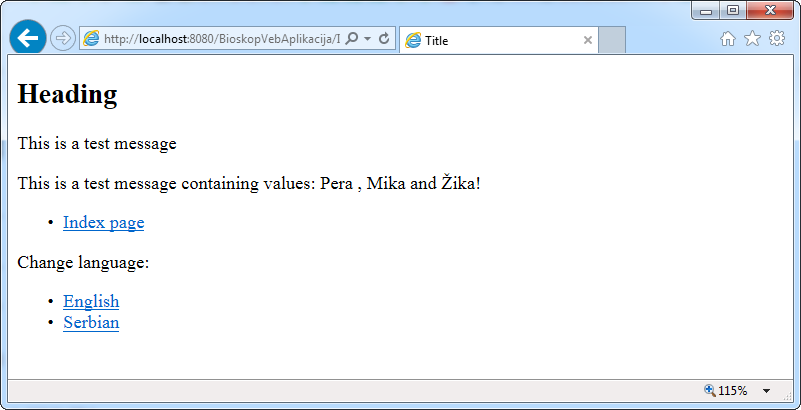 http://localhost:8080/BioskopVebAplikacija/I
Title
Heading
This is a test message
This is a test message containing values: Pera , Mika and Žika!
• Index page
Change language:
• English
• Serbian
115%